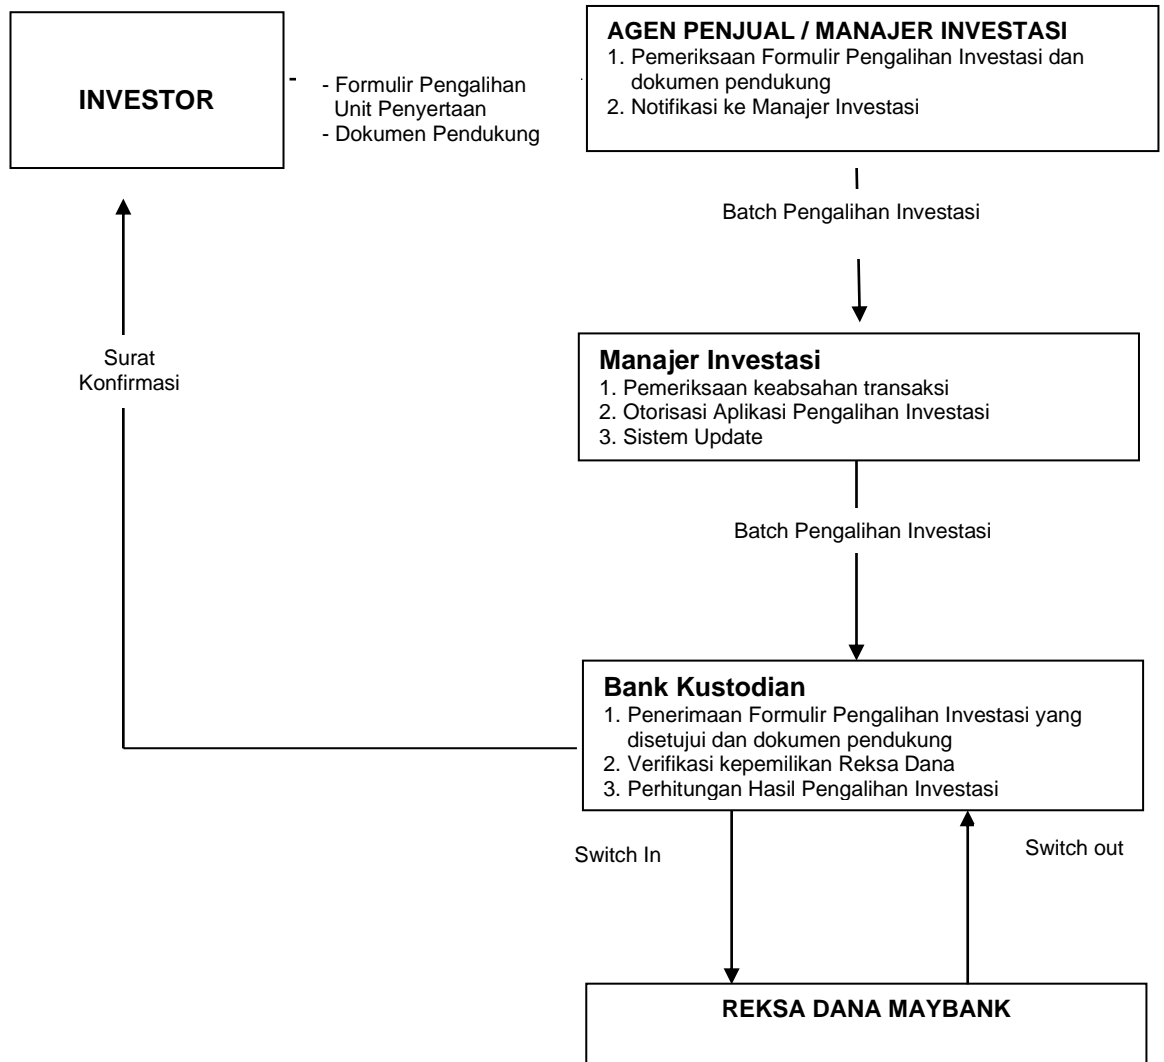 INVESTOR
- Formulir Pengalihan
Unit Penyertaan
- Dokumen Pendukung
AGEN PENJUAL / MANAJER INVESTASI
1. Pemeriksaan Formulir Pengalihan Investasi dan
dokumen pendukung
2. Notifikasi ke Manajer Investasi
Batch Pengalihan Investasi
Surat
Konfirmasi
Manajer Investasi
1. Pemeriksaan keabsahan transaksi
2. Otorisasi Aplikasi Pengalihan Investasi
3. Sistem Update
Batch Pengalihan Investasi
Bank Kustodian
1. Penerimaan Formulir Pengalihan Investasi yang
disetujui dan dokumen pendukung
2. Verifikasi kepemilikan Reksa Dana
3. Perhitungan Hasil Pengalihan Investasi
Switch In
Switch out
REKSA DANA MAYBANK